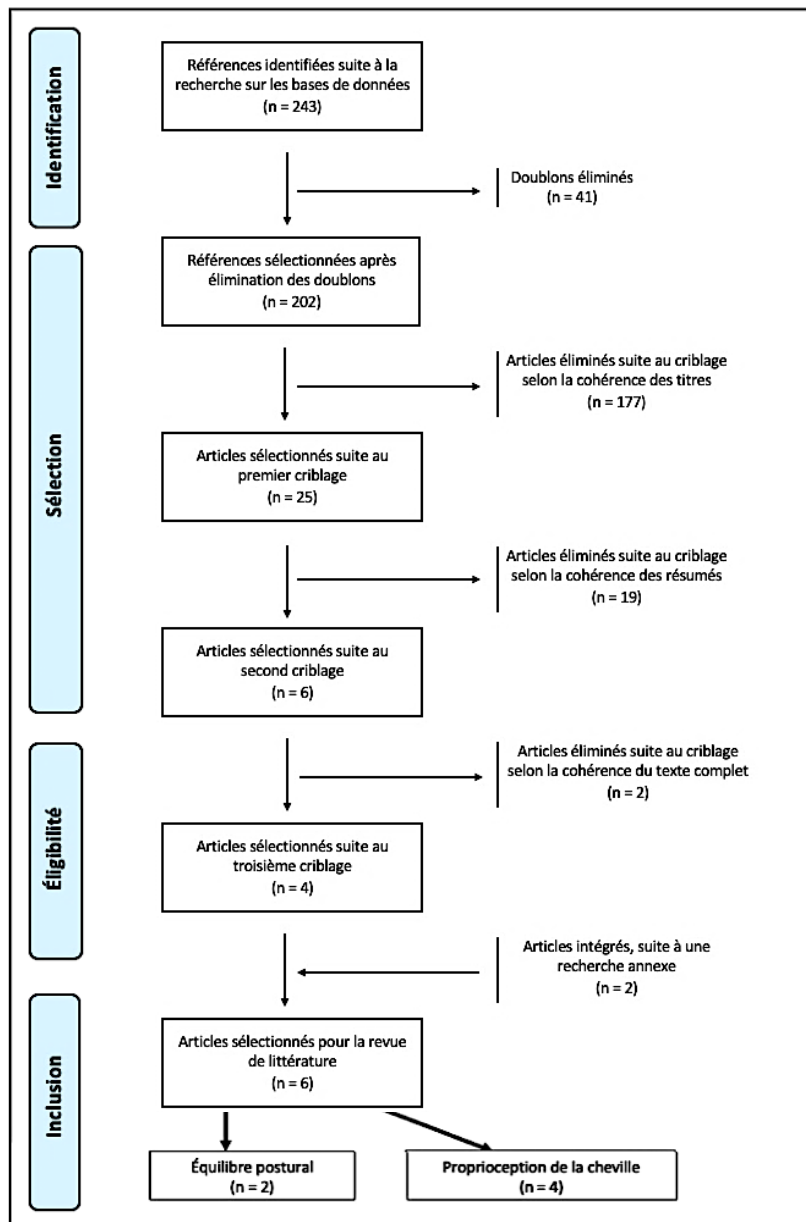 Identification
Références identifiées suite à la
recherche sur les bases de données
(n = 243)
Doublons éliminés
(n = 41)
Sélection
Références sélectionnées après
élimination des doublons
(n = 202)
Articles éliminés suite au criblage
selon la cohérence des titres
(n = 177)
Articles sélectionnés suite au
premier criblage
(n = 25)
Articles éliminés suite au criblage
selon la cohérence des résumés
(n = 19)
Articles sélectionnés suite au
second criblage
(n = 6)
Éligibilité
Articles éliminés suite au criblage
selon la cohérence du texte complet
(n = 2)
Articles sélectionnés suite au
troisième criblage
(n = 4)
Articles intégrés, suite à une
recherche annexe
(n = 2)
Inclusion
Articles sélectionnés pour la revue
de littérature
(n = 6)
Équilibre postural
(n = 2)
Proprioception de la cheville
(n = 4)